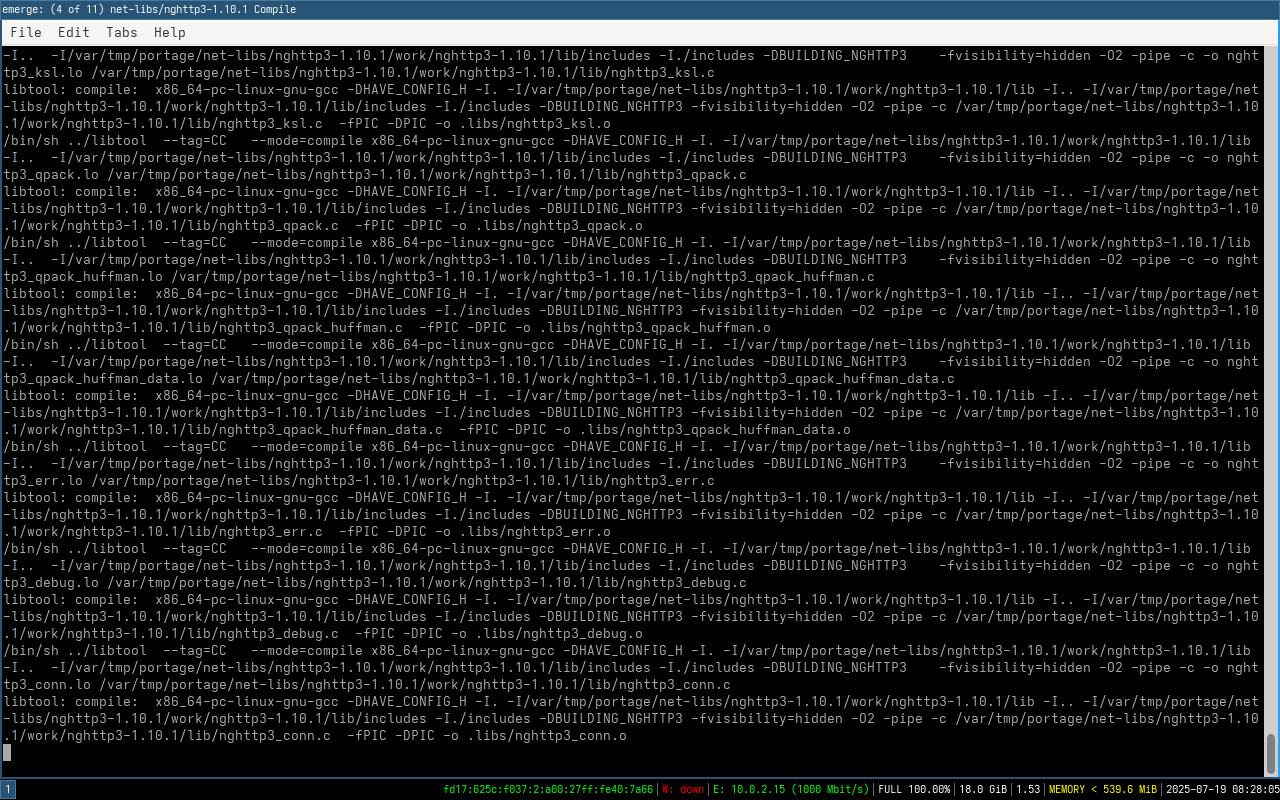 emerge: (4 of 11) net-libs/nghttp3-1.10.1 Compile
File Edit Tabs Help
-I..  -I/var/tmp/portage/net-libs/nghttp3-1.10.1/work/nghttp3-1.10.1/lib/includes -I./includes -DBUILDING_NGHTTP3    -fvisibility=hidden -O2 -pipe -c -o nght
tp3_ksl.lo /var/tmp/portage/net-libs/nghttp3-1.10.1/work/nghttp3-1.10.1/lib/nghttp3_ksl.c
libtool: compile:  x86_64-pc-linux-gnu-gcc -DHAVE_CONFIG_H -I. -I/var/tmp/portage/net-libs/nghttp3-1.10.1/work/nghttp3-1.10.1/lib -I.. -I/var/tmp/portage/net
-libs/nghttp3-1.10.1/work/nghttp3-1.10.1/lib/includes -I./includes -DBUILDING_NGHTTP3 -fvisibility=hidden -O2 -pipe -c /var/tmp/portage/net-libs/nghttp3-1.10
.1/work/nghttp3-1.10.1/lib/nghttp3_ksl.c  -fPIC -DPIC -o .libs/nghttp3_ksl.o
/bin/sh ../libtool  --tag=CC   --mode=compile x86_64-pc-linux-gnu-gcc -DHAVE_CONFIG_H -I. -I/var/tmp/portage/net-libs/nghttp3-1.10.1/work/nghttp3-1.10.1/lib
-I..  -I/var/tmp/portage/net-libs/nghttp3-1.10.1/work/nghttp3-1.10.1/lib/includes -I./includes -DBUILDING_NGHTTP3    -fvisibility=hidden -O2 -pipe -c -o nght
tp3_qpack.lo /var/tmp/portage/net-libs/nghttp3-1.10.1/work/nghttp3-1.10.1/lib/nghttp3_qpack.c
libtool: compile:  x86_64-pc-linux-gnu-gcc -DHAVE_CONFIG_H -I. -I/var/tmp/portage/net-libs/nghttp3-1.10.1/work/nghttp3-1.10.1/lib -I.. -I/var/tmp/portage/net
-libs/nghttp3-1.10.1/work/nghttp3-1.10.1/lib/includes -I./includes -DBUILDING_NGHTTP3 -fvisibility=hidden -O2 -pipe -c /var/tmp/portage/net-libs/nghttp3-1.10
.1/work/nghttp3-1.10.1/lib/nghttp3_qpack.c  -fPIC -DPIC -o .libs/nghttp3_qpack.o
/bin/sh ../libtool  --tag=CC   --mode=compile x86_64-pc-linux-gnu-gcc -DHAVE_CONFIG_H -I. -I/var/tmp/portage/net-libs/nghttp3-1.10.1/work/nghttp3-1.10.1/lib
-I..  -I/var/tmp/portage/net-libs/nghttp3-1.10.1/work/nghttp3-1.10.1/lib/includes -I./includes -DBUILDING_NGHTTP3    -fvisibility=hidden -O2 -pipe -c -o nght
tp3_qpack_huffman.lo /var/tmp/portage/net-libs/nghttp3-1.10.1/work/nghttp3-1.10.1/lib/nghttp3_qpack_huffman.c
libtool: compile:  x86_64-pc-linux-gnu-gcc -DHAVE_CONFIG_H -I. -I/var/tmp/portage/net-libs/nghttp3-1.10.1/work/nghttp3-1.10.1/lib -I.. -I/var/tmp/portage/net
-libs/nghttp3-1.10.1/work/nghttp3-1.10.1/lib/includes -I./includes -DBUILDING_NGHTTP3 -fvisibility=hidden -O2 -pipe -c /var/tmp/portage/net-libs/nghttp3-1.10
.1/work/nghttp3-1.10.1/lib/nghttp3_qpack_huffman.c  -fPIC -DPIC -o .libs/nghttp3_qpack_huffman.o
/bin/sh ../libtool  --tag=CC   --mode=compile x86_64-pc-linux-gnu-gcc -DHAVE_CONFIG_H -I. -I/var/tmp/portage/net-libs/nghttp3-1.10.1/work/nghttp3-1.10.1/lib
-I..  -I/var/tmp/portage/net-libs/nghttp3-1.10.1/work/nghttp3-1.10.1/lib/includes -I./includes -DBUILDING_NGHTTP3    -fvisibility=hidden -O2 -pipe -c -o nght
tp3_qpack_huffman_data.lo /var/tmp/portage/net-libs/nghttp3-1.10.1/work/nghttp3-1.10.1/lib/nghttp3_qpack_huffman_data.c
libtool: compile:  x86_64-pc-linux-gnu-gcc -DHAVE_CONFIG_H -I. -I/var/tmp/portage/net-libs/nghttp3-1.10.1/work/nghttp3-1.10.1/lib -I.. -I/var/tmp/portage/net
-libs/nghttp3-1.10.1/work/nghttp3-1.10.1/lib/includes -I./includes -DBUILDING_NGHTTP3 -fvisibility=hidden -O2 -pipe -c /var/tmp/portage/net-libs/nghttp3-1.10
.1/work/nghttp3-1.10.1/lib/nghttp3_qpack_huffman_data.c  -fPIC -DPIC -o .libs/nghttp3_qpack_huffman_data.o
/bin/sh ../libtool  --tag=CC   --mode=compile x86_64-pc-linux-gnu-gcc -DHAVE_CONFIG_H -I. -I/var/tmp/portage/net-libs/nghttp3-1.10.1/work/nghttp3-1.10.1/lib
-I..  -I/var/tmp/portage/net-libs/nghttp3-1.10.1/work/nghttp3-1.10.1/lib/includes -I./includes -DBUILDING_NGHTTP3    -fvisibility=hidden -O2 -pipe -c -o nght
tp3_err.lo /var/tmp/portage/net-libs/nghttp3-1.10.1/work/nghttp3-1.10.1/lib/nghttp3_err.c
libtool: compile:  x86_64-pc-linux-gnu-gcc -DHAVE_CONFIG_H -I. -I/var/tmp/portage/net-libs/nghttp3-1.10.1/work/nghttp3-1.10.1/lib -I.. -I/var/tmp/portage/net
-libs/nghttp3-1.10.1/work/nghttp3-1.10.1/lib/includes -I./includes -DBUILDING_NGHTTP3 -fvisibility=hidden -O2 -pipe -c /var/tmp/portage/net-libs/nghttp3-1.10
.1/work/nghttp3-1.10.1/lib/nghttp3_err.c  -fPIC -DPIC -o .libs/nghttp3_err.o
/bin/sh ../libtool  --tag=CC   --mode=compile x86_64-pc-linux-gnu-gcc -DHAVE_CONFIG_H -I. -I/var/tmp/portage/net-libs/nghttp3-1.10.1/work/nghttp3-1.10.1/lib
-I..  -I/var/tmp/portage/net-libs/nghttp3-1.10.1/work/nghttp3-1.10.1/lib/includes -I./includes -DBUILDING_NGHTTP3    -fvisibility=hidden -O2 -pipe -c -o nght
tp3_debug.lo /var/tmp/portage/net-libs/nghttp3-1.10.1/work/nghttp3-1.10.1/lib/nghttp3_debug.c
libtool: compile:  x86_64-pc-linux-gnu-gcc -DHAVE_CONFIG_H -I. -I/var/tmp/portage/net-libs/nghttp3-1.10.1/work/nghttp3-1.10.1/lib -I.. -I/var/tmp/portage/net
-libs/nghttp3-1.10.1/work/nghttp3-1.10.1/lib/includes -I./includes -DBUILDING_NGHTTP3 -fvisibility=hidden -O2 -pipe -c /var/tmp/portage/net-libs/nghttp3-1.10
.1/work/nghttp3-1.10.1/lib/nghttp3_debug.c  -fPIC -DPIC -o .libs/nghttp3_debug.o
/bin/sh ../libtool  --tag=CC   --mode=compile x86_64-pc-linux-gnu-gcc -DHAVE_CONFIG_H -I. -I/var/tmp/portage/net-libs/nghttp3-1.10.1/work/nghttp3-1.10.1/lib
-I..  -I/var/tmp/portage/net-libs/nghttp3-1.10.1/work/nghttp3-1.10.1/lib/includes -I./includes -DBUILDING_NGHTTP3    -fvisibility=hidden -O2 -pipe -c -o nght
tp3_conn.lo /var/tmp/portage/net-libs/nghttp3-1.10.1/work/nghttp3-1.10.1/lib/nghttp3_conn.c
libtool: compile:  x86_64-pc-linux-gnu-gcc -DHAVE_CONFIG_H -I. -I/var/tmp/portage/net-libs/nghttp3-1.10.1/work/nghttp3-1.10.1/lib -I.. -I/var/tmp/portage/net
-libs/nghttp3-1.10.1/work/nghttp3-1.10.1/lib/includes -I./includes -DBUILDING_NGHTTP3 -fvisibility=hidden -O2 -pipe -c /var/tmp/portage/net-libs/nghttp3-1.10
.1/work/nghttp3-1.10.1/lib/nghttp3_conn.c  -fPIC -DPIC -o .libs/nghttp3_conn.o
1 fd17:625c:f037:2:a00:27ff:fe40:7a66|W: down|E: 10.0.2.15 (1000 Mbit/s)|FULL 100.00%|18.0 GiB|1.53|MEMORY < 539.6 MiB|2025-07-19 08:28:05